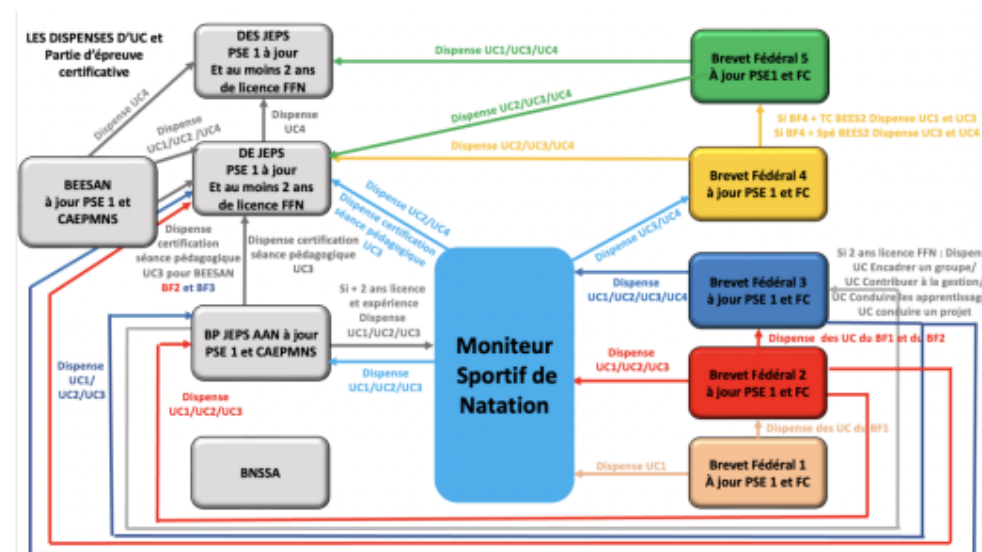 LES DISPENSES D'UC et
Partie d'épreuve
certificative
DES JEPS
PSE 1 à jour
Et au moins 2 ans
de licence FFN
Dispense UC1/UC3/UC4
Brevet Fédéral 5
À jour PSE1 et FC
Dispense UC4
Dispense
UC1/UC2 /UC4
Dispense
UC4
Dispense UC2/UC3/UC4
Si BF4 + TC BEES2 Dispense UC1 et UC3
Si BF4 + Spé BEES2 Dispense UC3 et UC4
DE JEPS
PSE 1 à jour
Et au moins 2 ans
de licence FFN
Dispense UC2/UC3/UC4
Brevet Fédéral 4
à jour PSE 1 et FC
BEESAN
à jour PSE 1 et
CAEPMNS
Dispense UC2/UC4
Dispense certification
séance pédagogique
UC3
Dispense UC3/UC4
Dispense
certification
séance pédagogique
UC3 pour BEESAN
BF2 et BF3
Dispense certification
séance pédagogique
UC3
Si + 2 ans licence
et expérience
Dispense
UC1/UC2/UC3
Dispense
UC1/UC2/UC3/UC4
Brevet Fédéral 3
à jour PSE 1 et FC
Si 2 ans licence FFN : Dispen
UC Encadrer un groupe/
UC Contribuer à la gestion/
UC Conduire les apprentissag
UC conduire un projet
BP JEPS AAN à jour
PSE 1 et CAEPMNS
Dispense
UC1/UC2/UC3
Moniteur
Sportif de
Natation
Dispense
UC1/UC2/UC3
Dispense des UC du BF1 et du BF2
Brevet Fédéral 2
à jour PSE 1 et FC
Dispense
UC1/
UC2/UC3
Dispense
UC1/UC2/UC3
Dispense des UC du BF1
BNSSA
Dispense UC1
Brevet Fédéral 1
À jour PSE 1 et FC